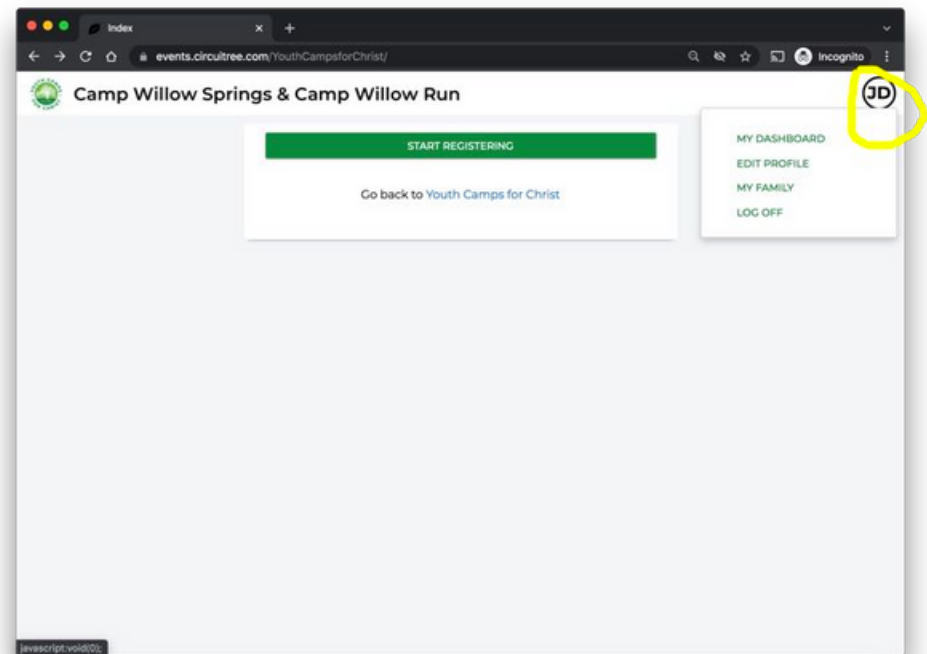 Index
events.circuitree.com/YouthCampsforChrist/
Incognito
Camp Willow Springs & Camp Willow Run
JD
START REGISTERING
Go back to Youth Camps for Christ
MY DASHBOARD
EDIT PROFILE
MY FAMILY
LOG OFF
javascript:void(0);